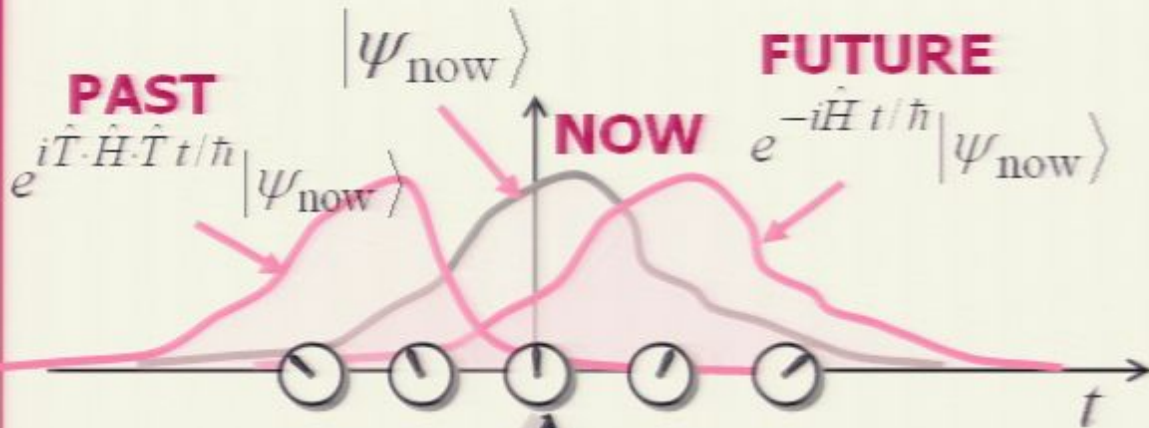 PAST
e^{iT̂·Ĥ·T̂ t/ħ}|ψ_now⟩
|ψ_now⟩
NOW
FUTURE
e^{−iĤ t/ħ}|ψ_now⟩
t